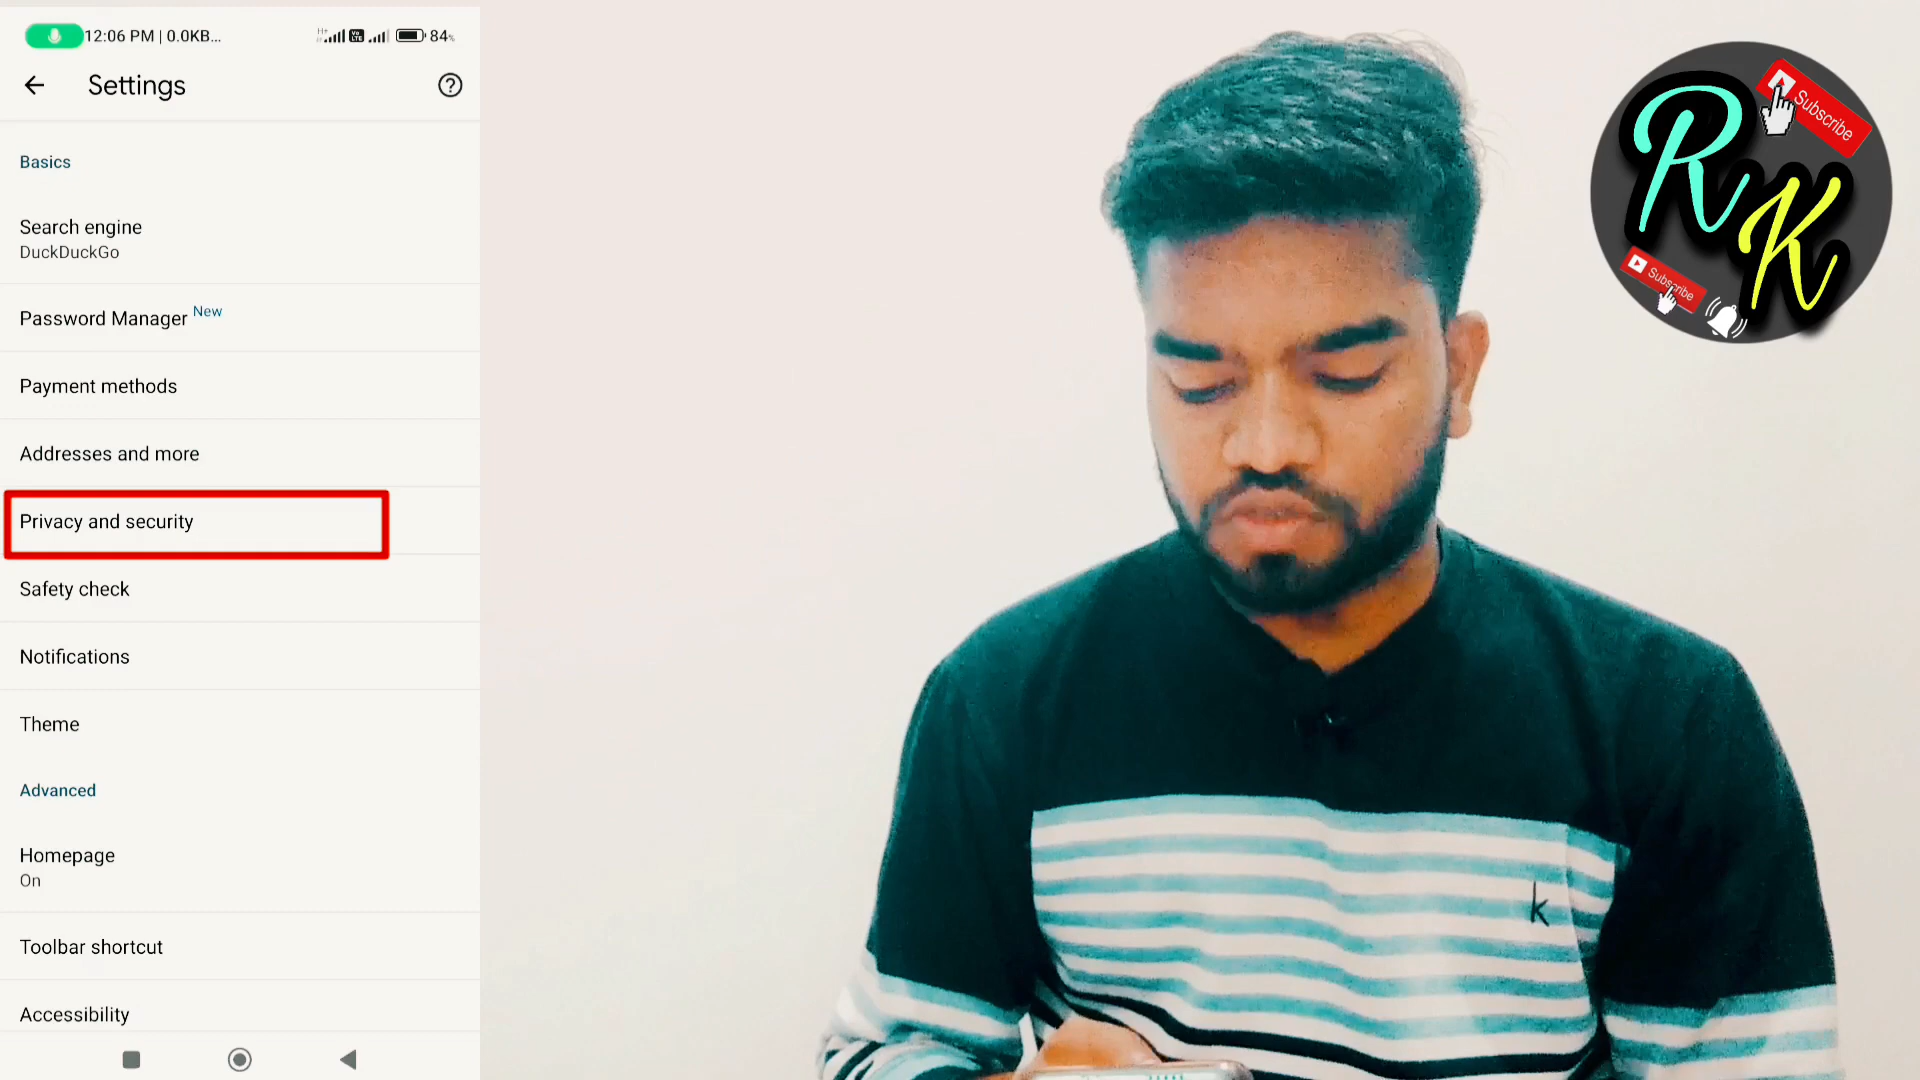 12:06 PM | 0.0KB...
84%
Settings
Basics
Search engine
DuckDuckGo
Password Manager New
Payment methods
Addresses and more
Privacy and security
Safety check
Notifications
Theme
Advanced
Homepage
On
Toolbar shortcut
Accessibility
Subscribe
R
K
Subscribe
k